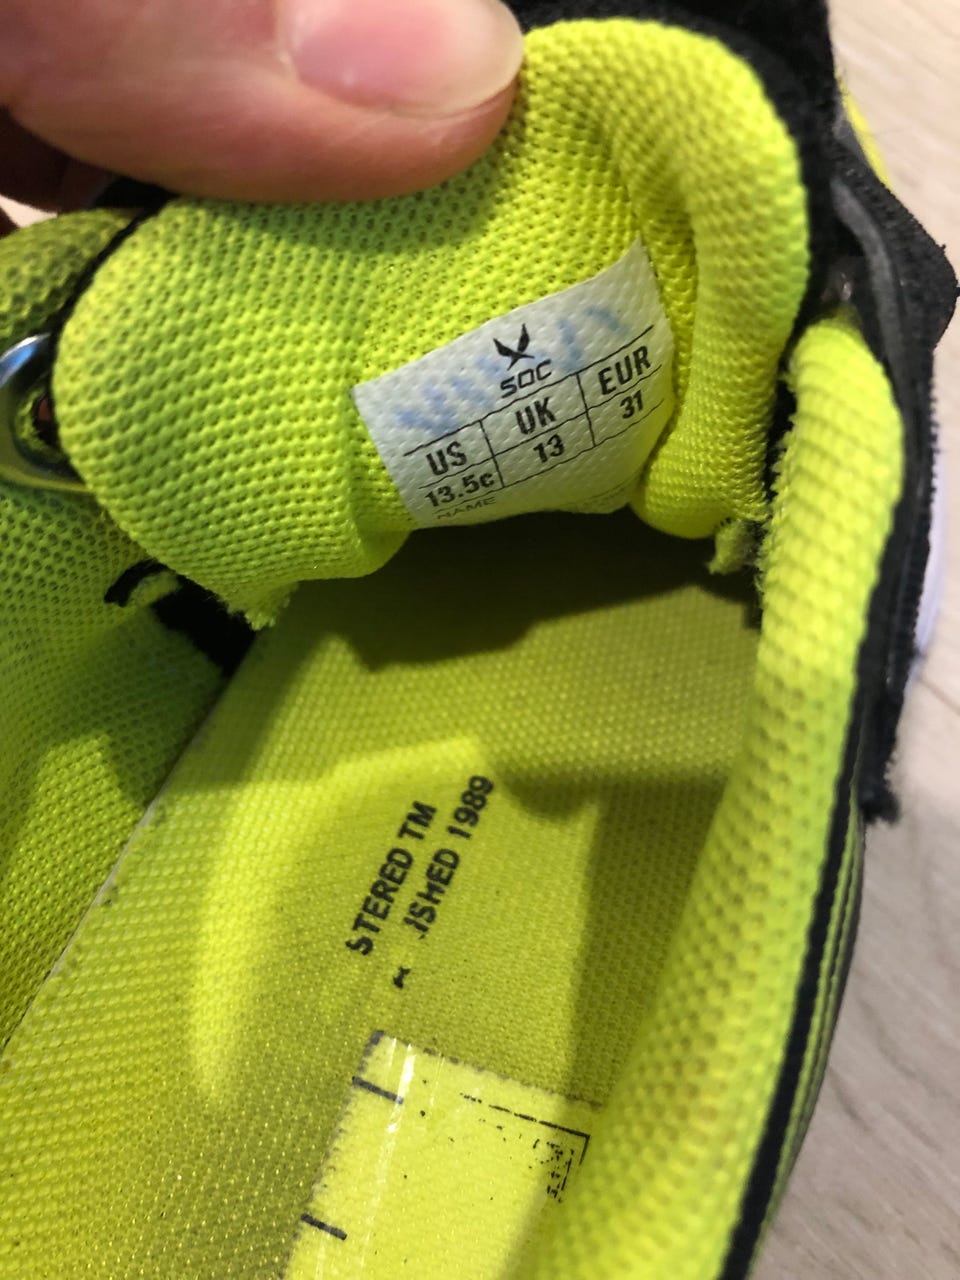 SOC
US UK EUR
13.5c 13 31
NAME
STERED TM
ISHED 1989